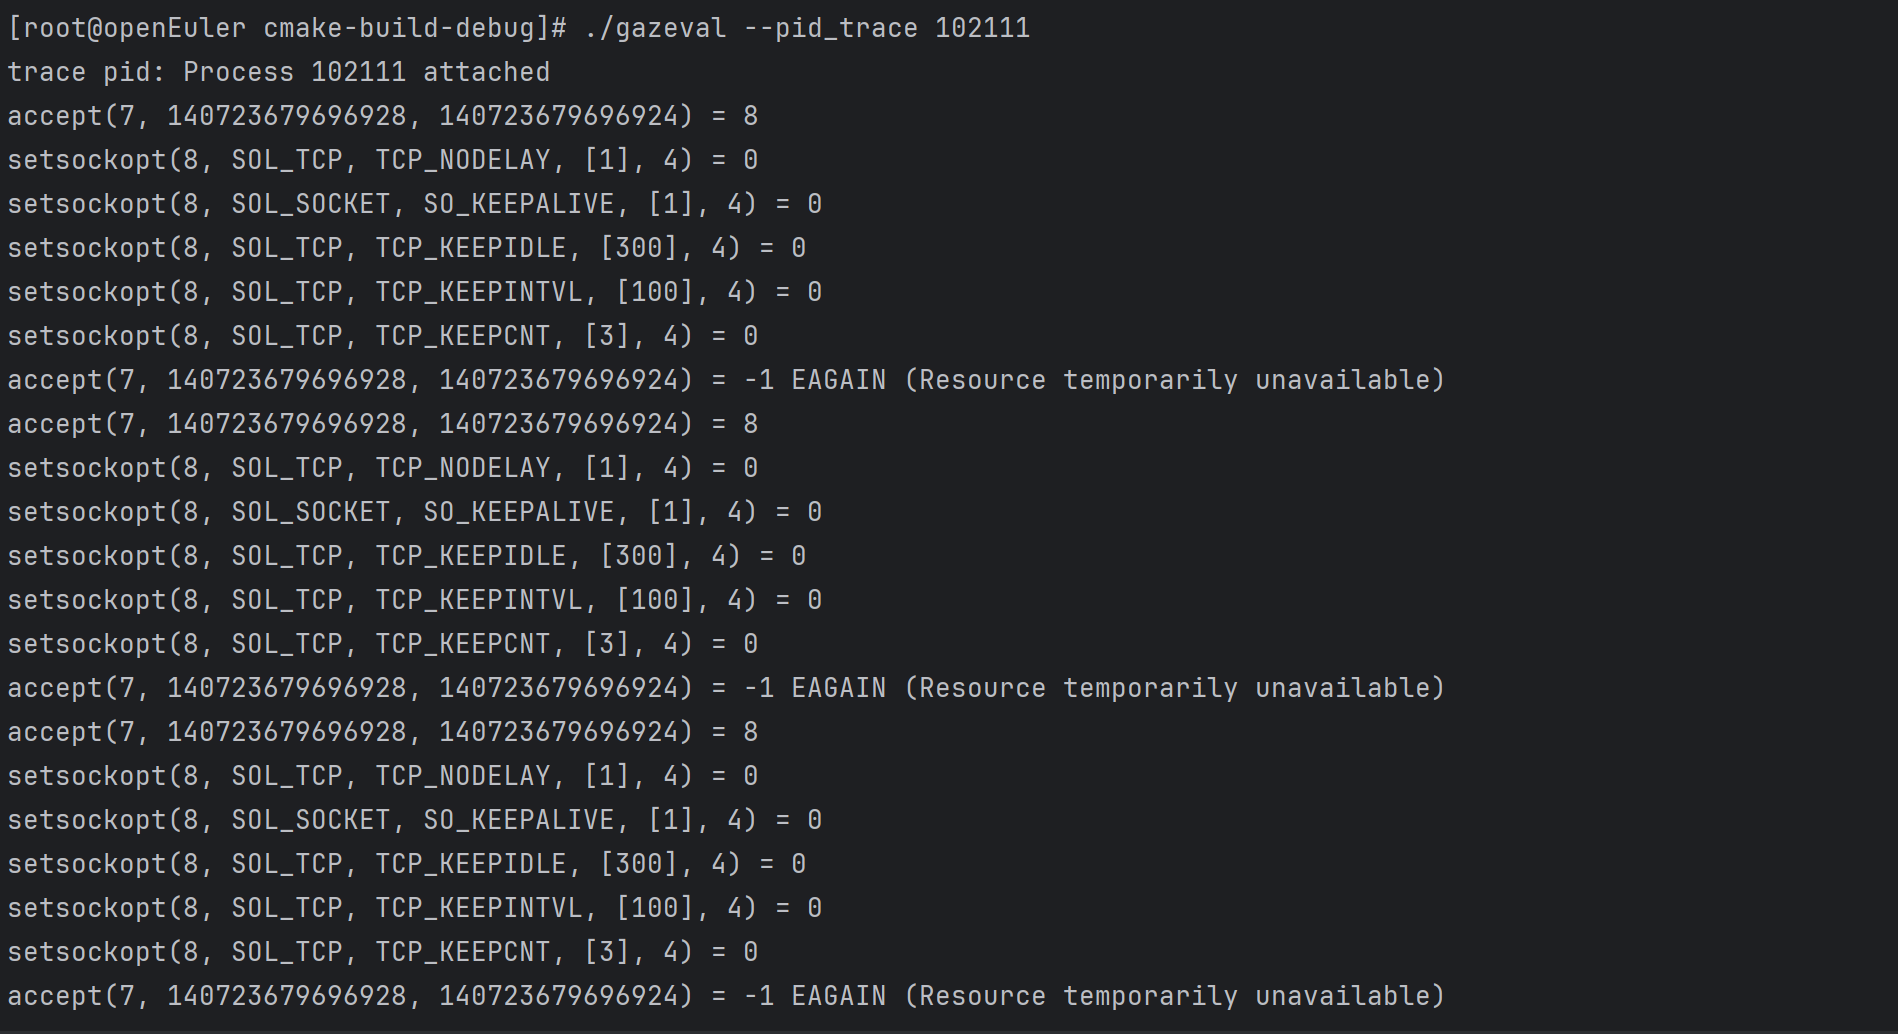 [root@openEuler cmake-build-debug]# ./gazeval --pid_trace 102111
trace pid: Process 102111 attached
accept(7, 140723679696928, 140723679696924) = 8
setsockopt(8, SOL_TCP, TCP_NODELAY, [1], 4) = 0
setsockopt(8, SOL_SOCKET, SO_KEEPALIVE, [1], 4) = 0
setsockopt(8, SOL_TCP, TCP_KEEPIDLE, [300], 4) = 0
setsockopt(8, SOL_TCP, TCP_KEEPINTVL, [100], 4) = 0
setsockopt(8, SOL_TCP, TCP_KEEPCNT, [3], 4) = 0
accept(7, 140723679696928, 140723679696924) = -1 EAGAIN (Resource temporarily unavailable)
accept(7, 140723679696928, 140723679696924) = 8
setsockopt(8, SOL_TCP, TCP_NODELAY, [1], 4) = 0
setsockopt(8, SOL_SOCKET, SO_KEEPALIVE, [1], 4) = 0
setsockopt(8, SOL_TCP, TCP_KEEPIDLE, [300], 4) = 0
setsockopt(8, SOL_TCP, TCP_KEEPINTVL, [100], 4) = 0
setsockopt(8, SOL_TCP, TCP_KEEPCNT, [3], 4) = 0
accept(7, 140723679696928, 140723679696924) = -1 EAGAIN (Resource temporarily unavailable)
accept(7, 140723679696928, 140723679696924) = 8
setsockopt(8, SOL_TCP, TCP_NODELAY, [1], 4) = 0
setsockopt(8, SOL_SOCKET, SO_KEEPALIVE, [1], 4) = 0
setsockopt(8, SOL_TCP, TCP_KEEPIDLE, [300], 4) = 0
setsockopt(8, SOL_TCP, TCP_KEEPINTVL, [100], 4) = 0
setsockopt(8, SOL_TCP, TCP_KEEPCNT, [3], 4) = 0
accept(7, 140723679696928, 140723679696924) = -1 EAGAIN (Resource temporarily unavailable)